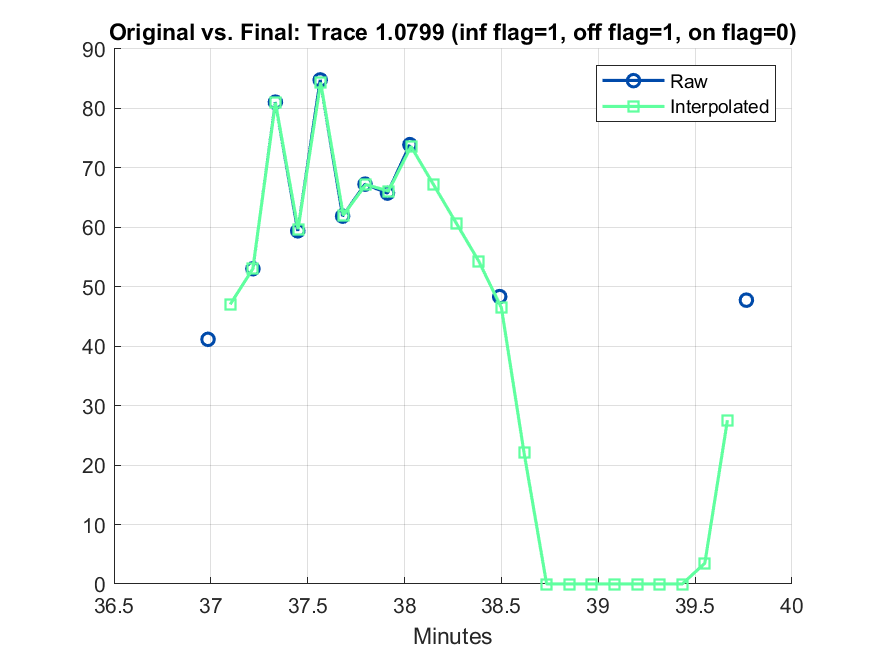 Original vs. Final: Trace 1.0799 (inf flag=1, off flag=1, on flag=0)
90
80
70
60
50
40
30
20
10
0
Raw
Interpolated
36.5 37 37.5 38 38.5 39 39.5 40
Minutes